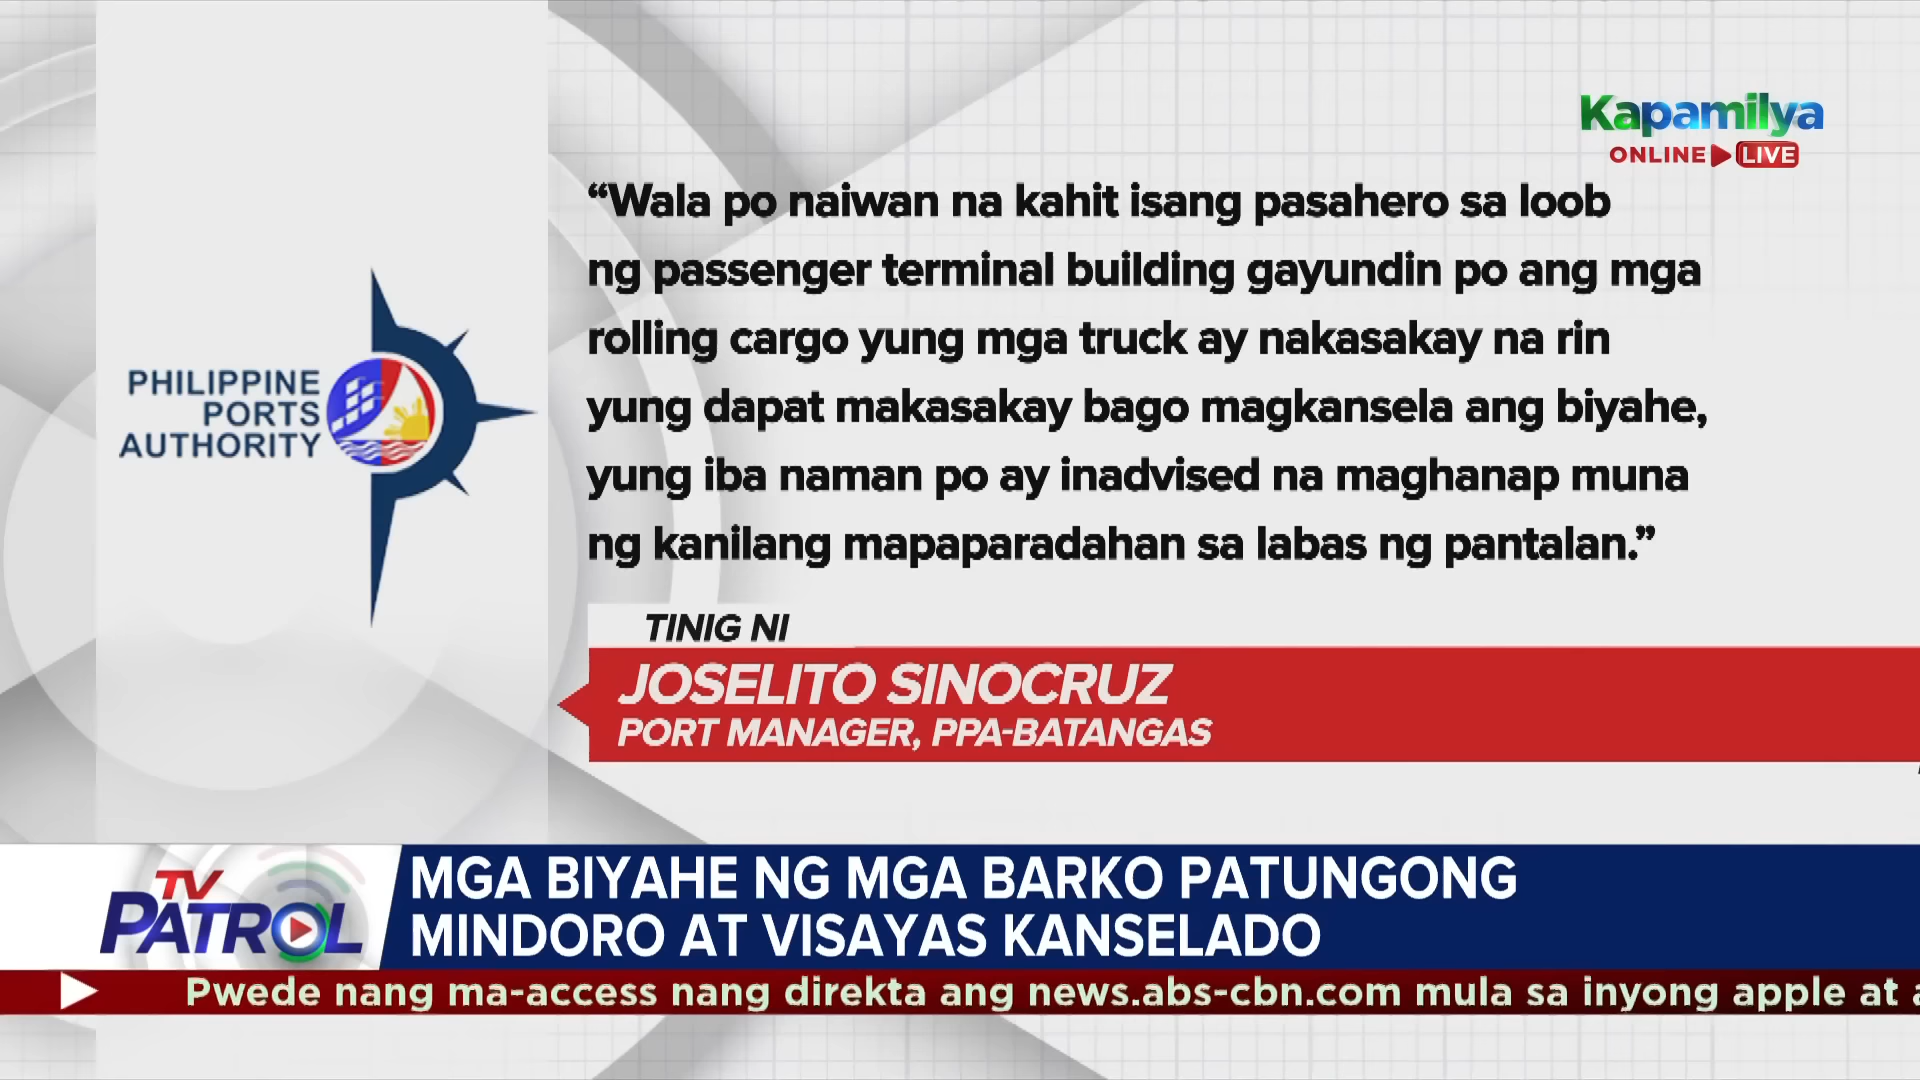 Kapamilya
ONLINE LIVE
“Wala po naiwan na kahit isang pasahero sa loob
ng passenger terminal building gayundin po ang mga
rolling cargo yung mga truck ay nakasakay na rin
yung dapat makasakay bago magkansela ang biyahe,
yung iba naman po ay inadvised na maghanap muna
ng kanilang mapaparadahan sa labas ng pantalan.”
PHILIPPINE
PORTS
AUTHORITY
TINIG NI
JOSELITO SINOCRUZ
PORT MANAGER, PPA-BATANGAS
TV
PATROL
MGA BIYAHE NG MGA BARKO PATUNGONG
MINDORO AT VISAYAS KANSELADO
Pwede nang ma-access nang direkta ang news.abs-cbn.com mula sa inyong apple at